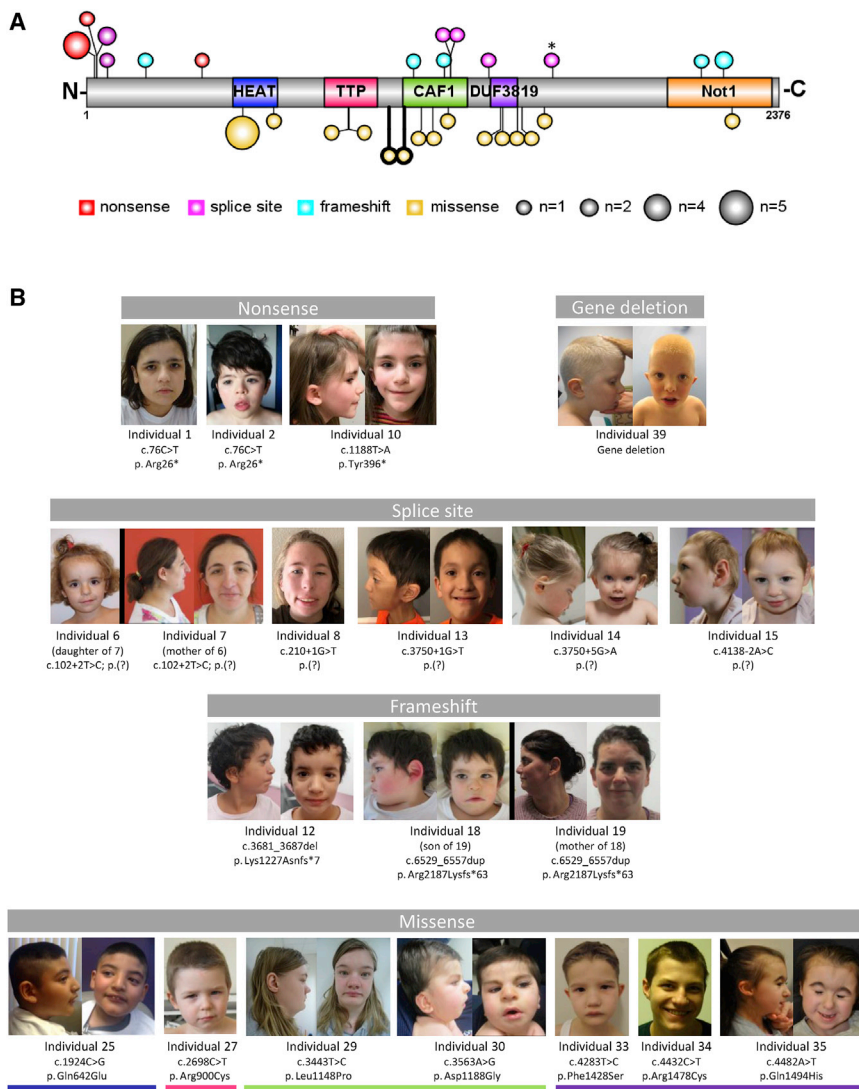 A
*
N-
HEAT
TTP
CAF1
DUF3819
Not1
-C
1
2376
nonsense
splice site
frameshift
missense
n=1
n=2
n=4
n=5
B
Nonsense
Gene deletion
Individual 1
c.76C>T
p. Arg26*
Individual 2
c.76C>T
p. Arg26*
Individual 10
c.1188T>A
p.Tyr396*
Individual 39
Gene deletion
Splice site
Individual 6
(daughter of 7)
c.102+2T>C; p.(?)
Individual 7
(mother of 6)
c.102+2T>C; p.(?)
Individual 8
c.210+1G>T
p.(?)
Individual 13
c.3750+1G>T
p.(?)
Individual 14
c.3750+5G>A
p.(?)
Individual 15
c.4138-2A>C
p.(?)
Frameshift
Individual 12
c.3681_3687del
p. Lys1227Asnfs*7
Individual 18
(son of 19)
c.6529_6557dup
p. Arg2187Lysfs*63
Individual 19
(mother of 18)
c.6529_6557dup
p. Arg2187Lysfs*63
Missense
Individual 25
c.1924C>G
p.Gln642Glu
Individual 27
c.2698C>T
p.Arg900Cys
Individual 29
c.3443T>C
p.Leu1148Pro
Individual 30
c.3563A>G
p.Asp1188Gly
Individual 33
c.4283T>C
p.Phe1428Ser
Individual 34
c.4432C>T
p.Arg1478Cys
Individual 35
c.4482A>T
p.Gln1494His